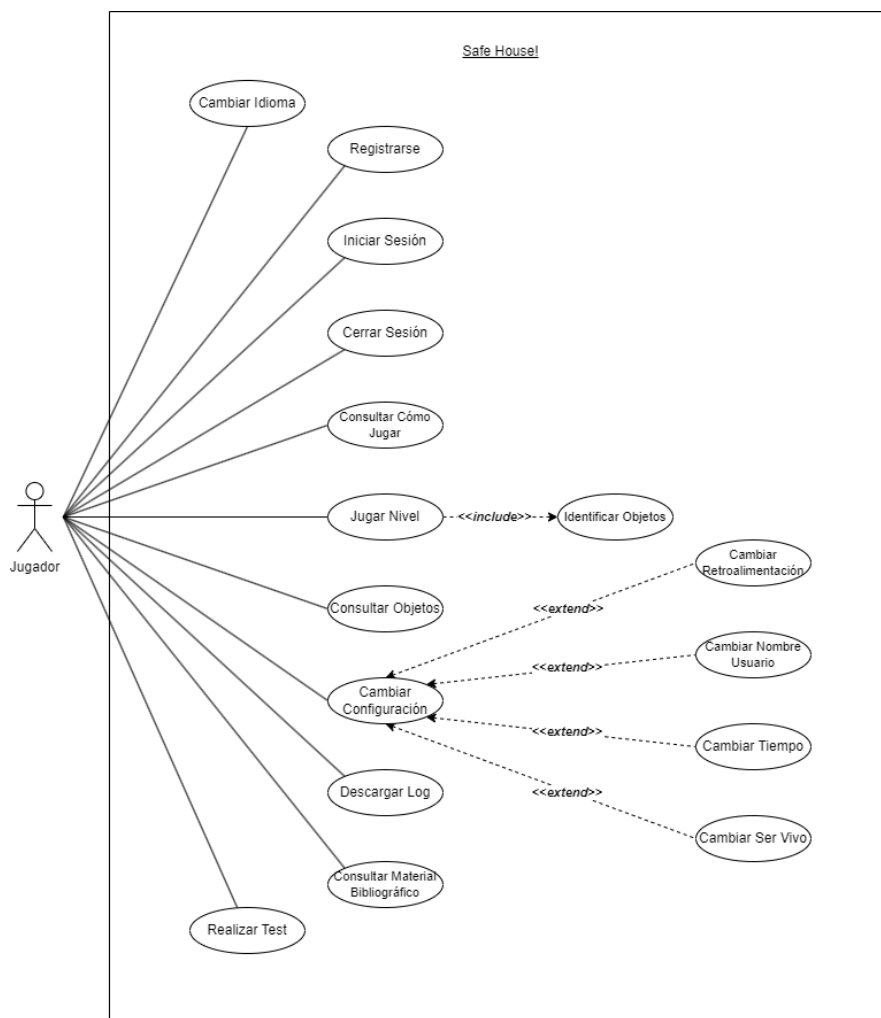 Safe House!
Cambiar Idioma
Registrarse
Iniciar Sesión
Cerrar Sesión
Consultar Cómo
Jugar
Jugador
Jugar Nivel
<<include>>
Identificar Objetos
Cambiar
Retroalimentación
<<extend>>
Consultar Objetos
Cambiar Nombre
Usuario
<<extend>>
Cambiar
Configuración
<<extend>>
Cambiar Tiempo
<<extend>>
Descargar Log
Cambiar Ser Vivo
Consultar Material
Bibliográfico
Realizar Test